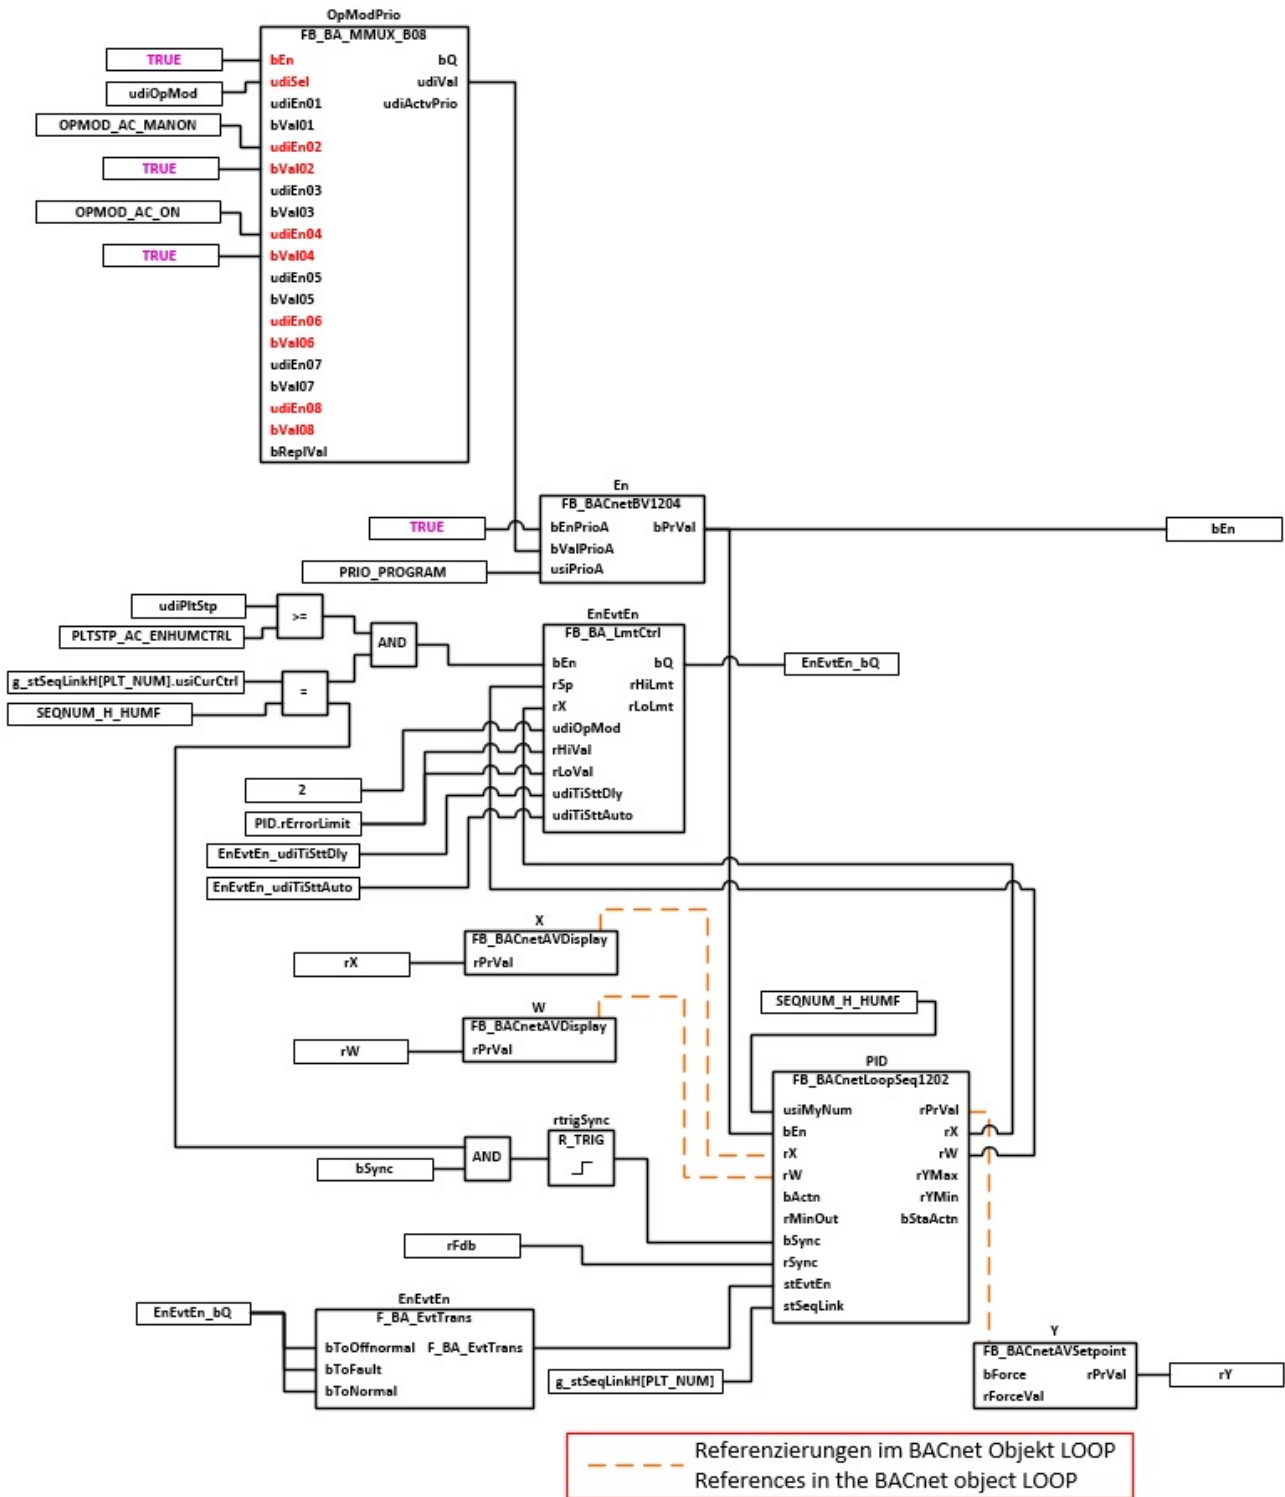 OpModPrio
FB_BA_MMUX_B08
TRUE
bEn
bQ
udiOpMod
udiSel
udiVal
udiEn01
udiActvPrio
OPMOD_AC_MANON
bVal01
udiEn02
TRUE
bVal02
udiEn03
OPMOD_AC_ON
bVal03
udiEn04
TRUE
bVal04
udiEn05
bVal05
udiEn06
bVal06
udiEn07
bVal07
udiEn08
bVal08
bReplVal
En
FB_BACnetBV1204
TRUE
bEnPrioA
bPrVal
bEn
bValPrioA
PRIO_PROGRAM
usiPrioA
udiPltStp
>=
PLTSTP_AC_ENHUMCTRL
AND
g_stSeqLinkH[PLT_NUM].usiCurCtrl
=
SEQNUM_H_HUMF
EnEvtEn
FB_BA_LmtCtrl
bEn
bQ
EnEvtEn_bQ
rSp
rHiLmt
rX
rLoLmt
udiOpMod
rHiVal
rLoVal
2
udiTiSttDly
PID.rErrorLimit
udiTiSttAuto
EnEvtEn_udiTiSttDly
EnEvtEn_udiTiSttAuto
X
FB_BACnetAVDisplay
rX
rPrVal
W
FB_BACnetAVDisplay
rW
rPrVal
SEQNUM_H_HUMF
PID
FB_BACnetLoopSeq1202
usiMyNum
rPrVal
bEn
rX
rX
rW
rW
rYMax
bActn
rYMin
rMinOut
bStaActn
bSync
rSync
stEvtEn
stSeqLink
rtrigSync
R_TRIG
AND
bSync
rFdb
EnEvtEn
F_BA_EvtTrans
EnEvtEn_bQ
bToOffnormal
F_BA_EvtTrans
bToFault
bToNormal
g_stSeqLinkH[PLT_NUM]
Y
FB_BACnetAVSetpoint
bForce
rPrVal
rY
rForceVal
Referenzierungen im BACnet Objekt LOOP
References in the BACnet object LOOP